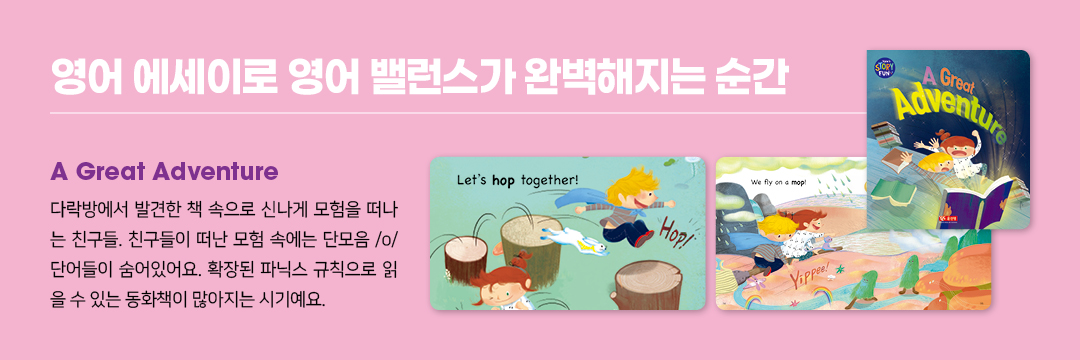 영어 에세이로 영어 밸런스가 완벽해지는 순간
A Great Adventure
다락방에서 발견한 책 속으로 신나게 모험을 떠나
는 친구들. 친구들이 떠난 모험 속에는 단모음 /o/
단어들이 숨어있어요. 확장된 파닉스 규칙으로 읽
을 수 있는 동화책이 많아지는 시기예요.
Let's hop together!
Hop!
We fly on a mop!
Yippee!
STORY
FUN
A Great
Adventure